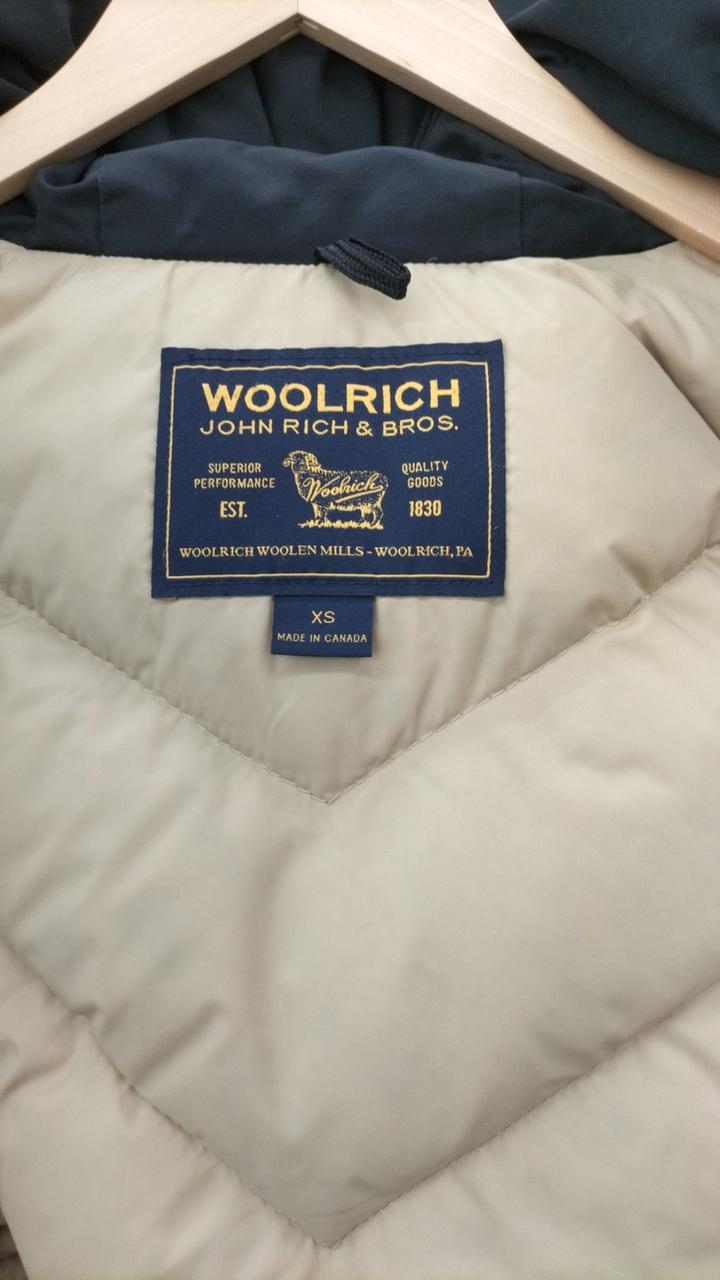 WOOLRICH
JOHN RICH & BROS.
SUPERIOR
PERFORMANCE
EST.
Woolrich
QUALITY
GOODS
1830
WOOLRICH WOOLEN MILLS - WOOLRICH, PA
XS
MADE IN CANADA